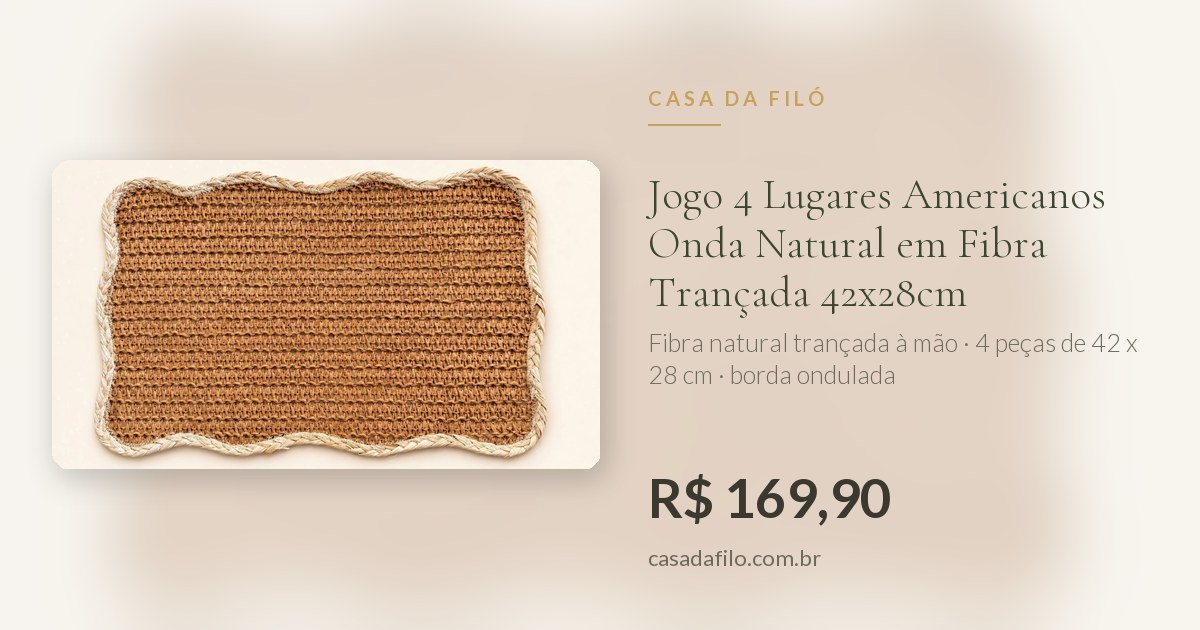 CASA DA FILÓ
Jogo 4 Lugares Americanos
Onda Natural em Fibra
Trançada 42x28cm
Fibra natural trançada à mão · 4 peças de 42 x
28 cm · borda ondulada
R$ 169,90
casadafilo.com.br